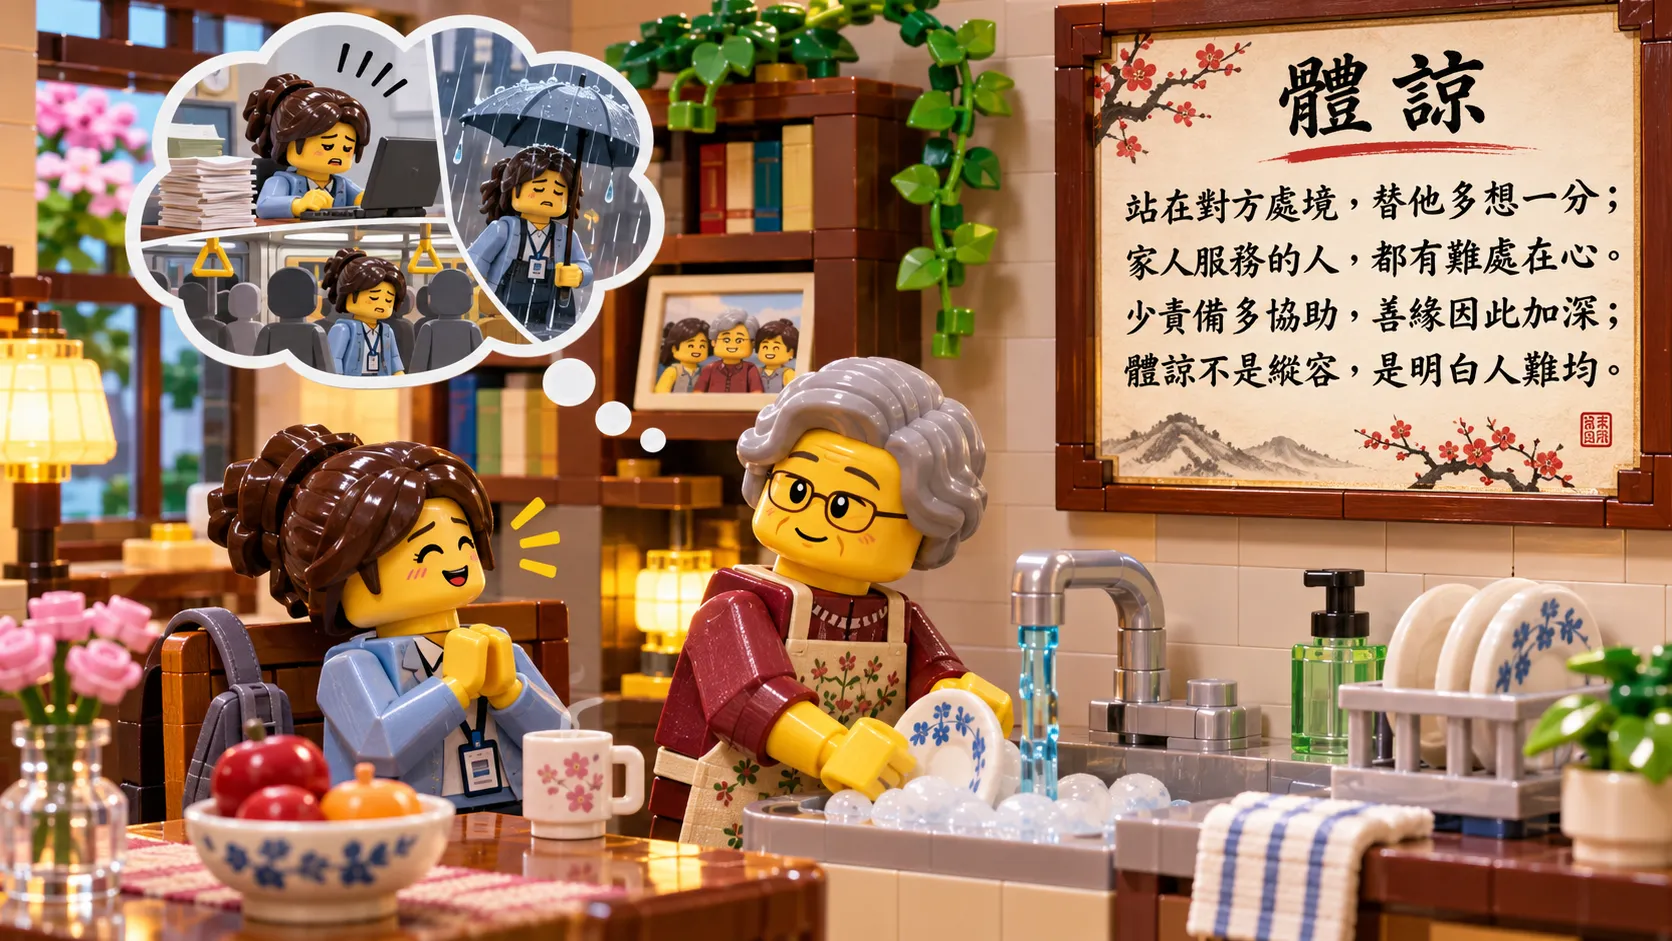 體諒
站在對方處境，替他多想一分；
家人服務的人，都有難處在心。
少責備多協助，善緣因此加深；
體諒不是縱容，是明白人難均。